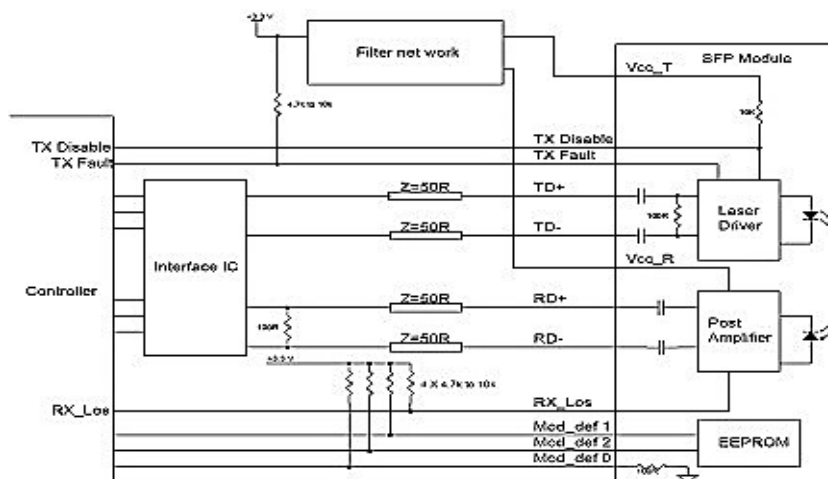 +3.3 V
Filter net work
SFP Module
Vcc_T
4.7k to 10k
10K
TX Disable
TX Disable
TX Fault
TX Fault
Z=50R
TD+
100R
Laser
Driver
Z=50R
TD-
Interface IC
Vcc_R
Controller
Z=50R
RD+
100R
Post
Amplifier
Z=50R
RD-
+3.3 V
4 X 4.7k to 10k
RX_Los
RX_Los
Mod_def 1
Mod_def 2
EEPROM
Mod_def 0